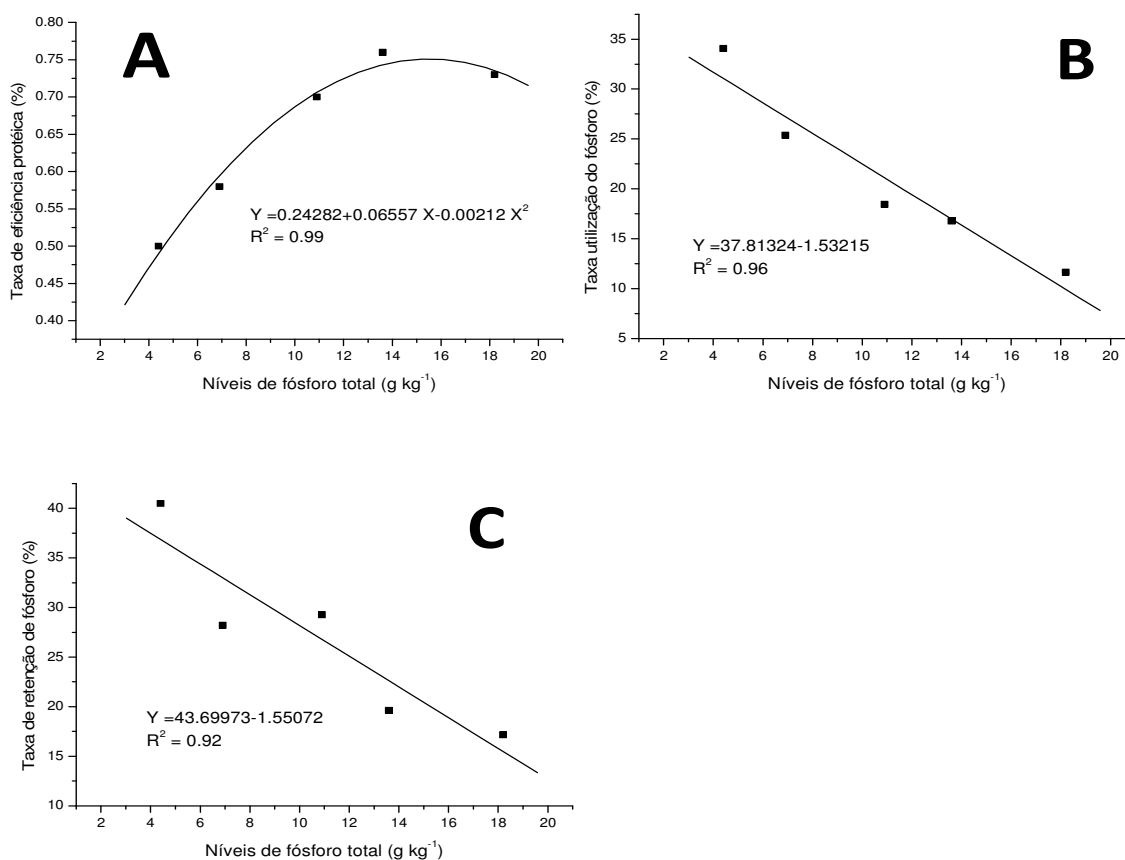 A
Taxa de eficiência protéica (%)
0.80
0.75
0.70
0.65
0.60
0.55
0.50
0.45
0.40
Y =0.24282+0.06557 X-0.00212 X²
R² = 0.99
2 4 6 8 10 12 14 16 18 20
Níveis de fósforo total (g kg⁻¹)
B
Taxa utilização do fósforo (%)
35
30
25
20
15
10
5
Y =37.81324-1.53215
R² = 0.96
2 4 6 8 10 12 14 16 18 20
Níveis de fósforo total (g kg⁻¹)
C
Taxa de retenção de fósforo (%)
40
35
30
25
20
15
10
Y =43.69973-1.55072
R² = 0.92
2 4 6 8 10 12 14 16 18 20
Níveis de fósforo total (g kg⁻¹)